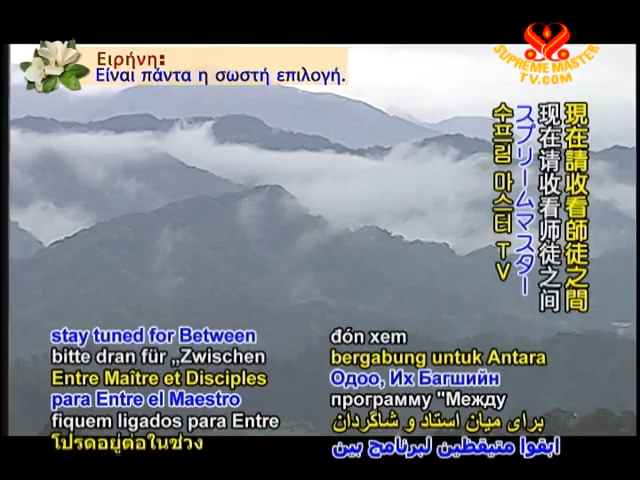 Ειρήνη:
Είναι πάντα η σωστή επιλογή.
SUPREME MASTER
TV.COM
現在請收看師徒之間
现在请收看师徒之间
スプリームマスター
수프림 마스터 TV
stay tuned for Between
bitte dran für „Zwischen
Entre Maître et Disciples
para Entre el Maestro
fiquem ligados para Entre
โปรดอยู่ต่อในช่วง
đón xem
bergabung untuk Antara
Одоо, Их Багшийн
программу "Между
برای میان استاد و شاگردان
ابقوا متيقظين لبرنامج بين